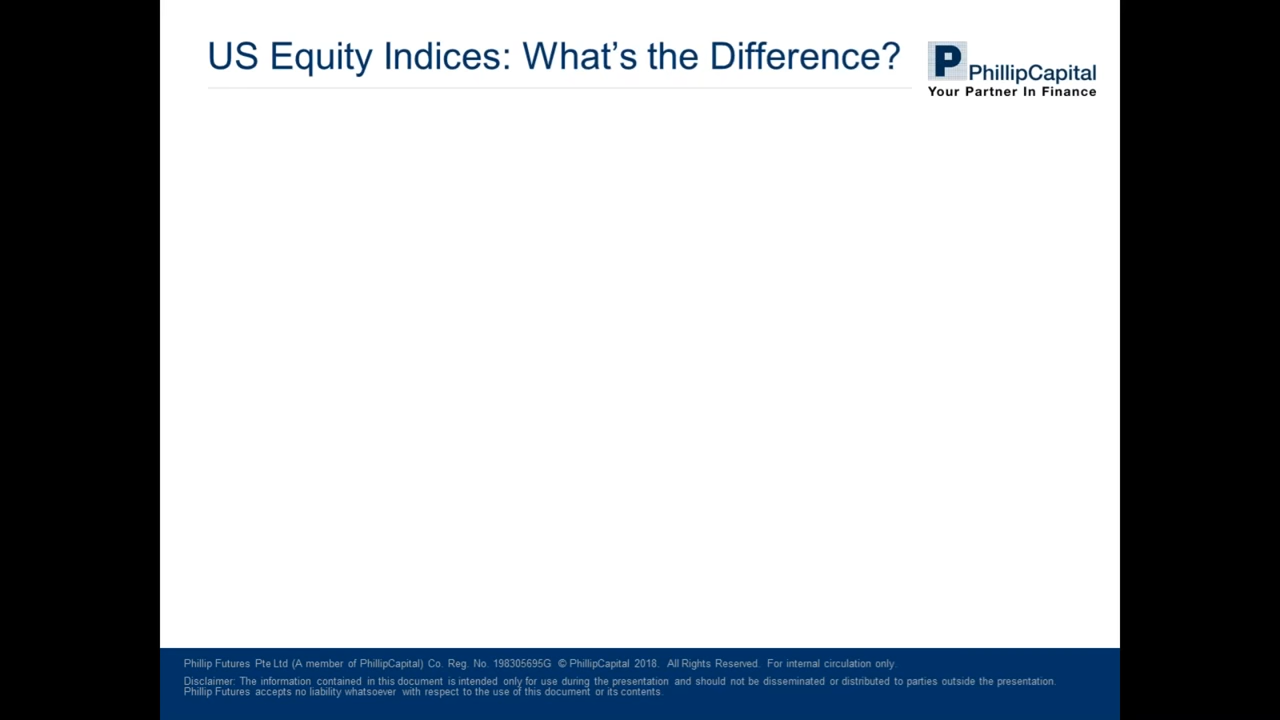 US Equity Indices: What's the Difference?
P PhillipCapital
Your Partner In Finance
Phillip Futures Pte Ltd (A member of PhillipCapital) Co. Reg. No. 198305695G © PhillipCapital 2018. All Rights Reserved. For internal circulation only.
Disclaimer: The information contained in this document is intended only for use during the presentation and should not be disseminated or distributed to parties outside the presentation.
Phillip Futures accepts no liability whatsoever with respect to the use of this document or its contents.